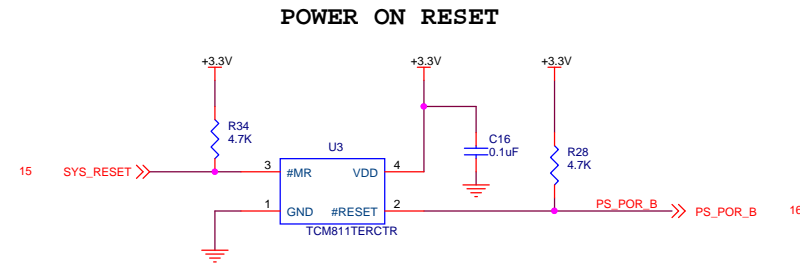 POWER ON RESET
+3.3V +3.3V +3.3V
R34
4.7K
U3
C16
0.1uF
R28
4.7K
15 SYS_RESET
3 #MR VDD 4
1 GND #RESET 2
TCM811TERCTR
PS_POR_B
PS_POR_B 16